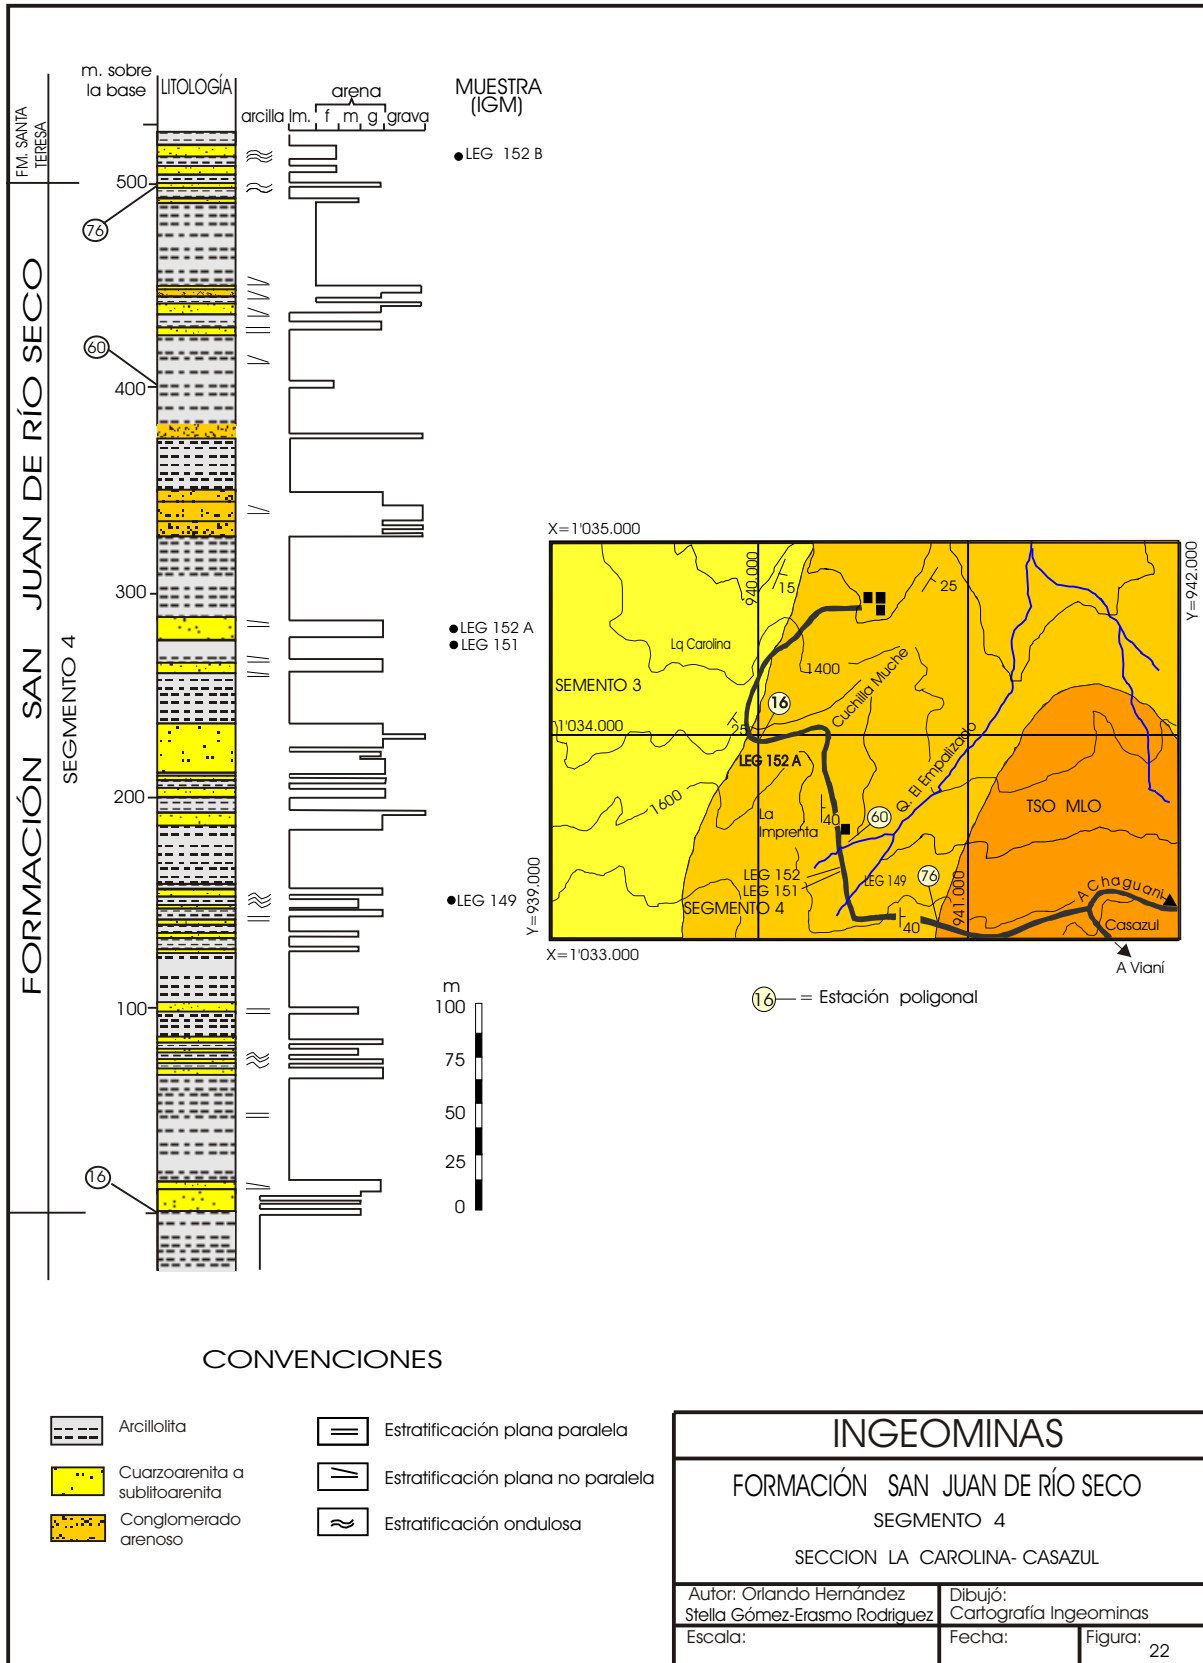 m. sobre
la base
LITOLOGÍA
arena
arcilla lm. f m g grava
MUESTRA
(IGM)
FM. SANTA
TERESA
FORMACIÓN SAN JUAN DE RÍO SECO
SEGMENTO 4
LEG 152 B
500
76
60
400
300
LEG 152 A
LEG 151
200
LEG 149
100
16
m
100
75
50
25
0
X=1'035.000
940.000
Y=942.000
15
25
Lq Carolina
1400
SEMENTO 3
Cuchilla Muche
16
1'034.000
25
LEG 152 A
Q. El Empalizado
1600
La
Imprenta
40
60
TSO MLO
Y=939.000
LEG 152
LEG 151
LEG 149
76
941.000
SEGMENTO 4
40
A Chaguani
Casazul
X=1'033.000
A Vianí
16 = Estación poligonal
CONVENCIONES
Arcillolita
Cuarzoarenita a
sublitoarenita
Conglomerado
arenoso
Estratificación plana paralela
Estratificación plana no paralela
Estratificación ondulosa
INGEOMINAS
FORMACIÓN SAN JUAN DE RÍO SECO
SEGMENTO 4
SECCION LA CAROLINA- CASAZUL
Autor: Orlando Hernández
Stella Gómez-Erasmo Rodriguez
Dibujó:
Cartografía Ingeominas
Escala:
Fecha:
Figura:
22